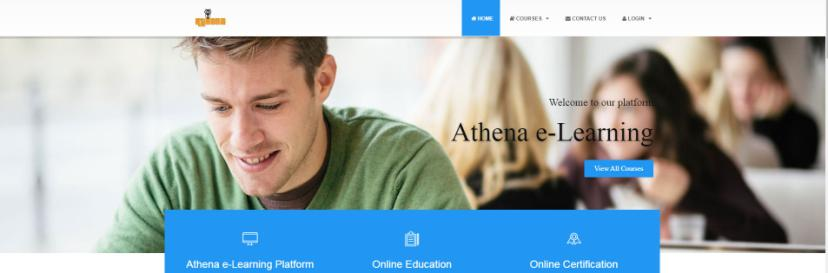 ATHENA
HOME
COURSES
CONTACT US
LOGIN
Welcome to our platform
Athena e-Learning
View All Courses
Athena e-Learning Platform
Online Education
Online Certification